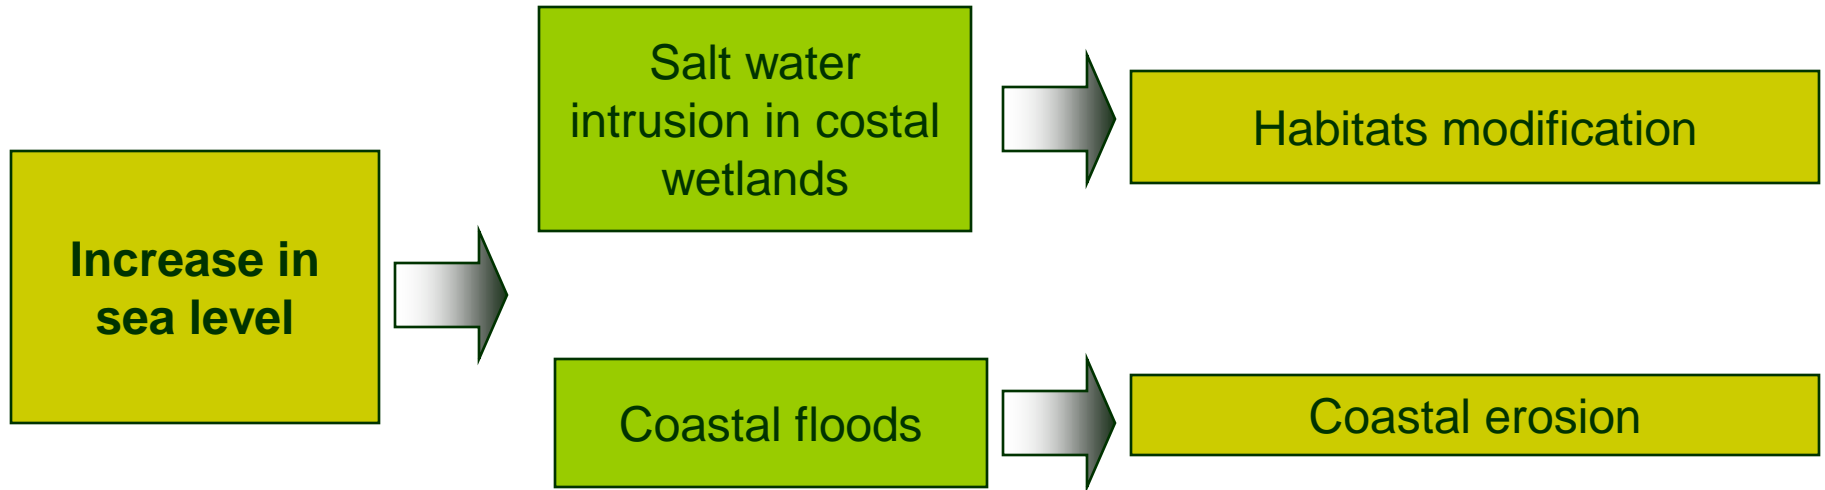 Increase in
sea level
Salt water
intrusion in costal
wetlands
Habitats modification
Coastal floods
Coastal erosion